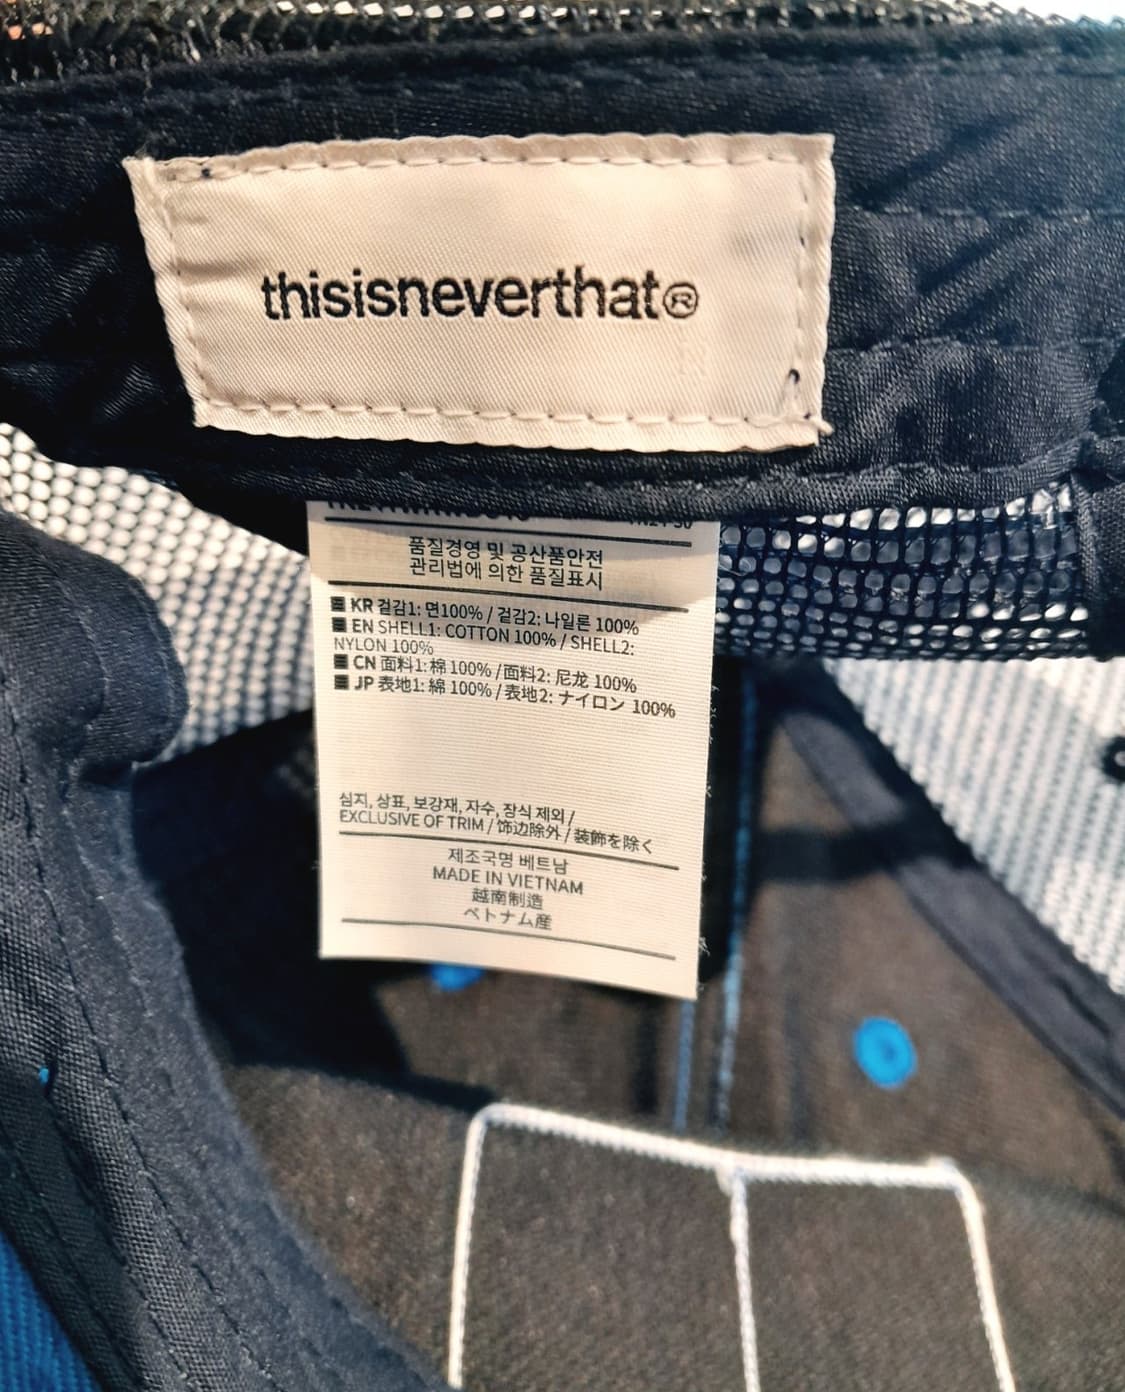 thisisneverthat®
품질경영 및 공산품안전
관리법에 의한 품질표시
KR 겉감1: 면100% / 겉감2: 나일론 100%
EN SHELL1: COTTON 100% / SHELL2:
NYLON 100%
CN 面料1: 棉 100% / 面料2: 尼龙 100%
JP 表地1: 綿 100% / 表地2: ナイロン 100%
심지, 상표, 보강재, 자수, 장식 제외 /
EXCLUSIVE OF TRIM / 饰边除外 / 装飾を除く
제조국명 베트남
MADE IN VIETNAM
越南制造
ベトナム産